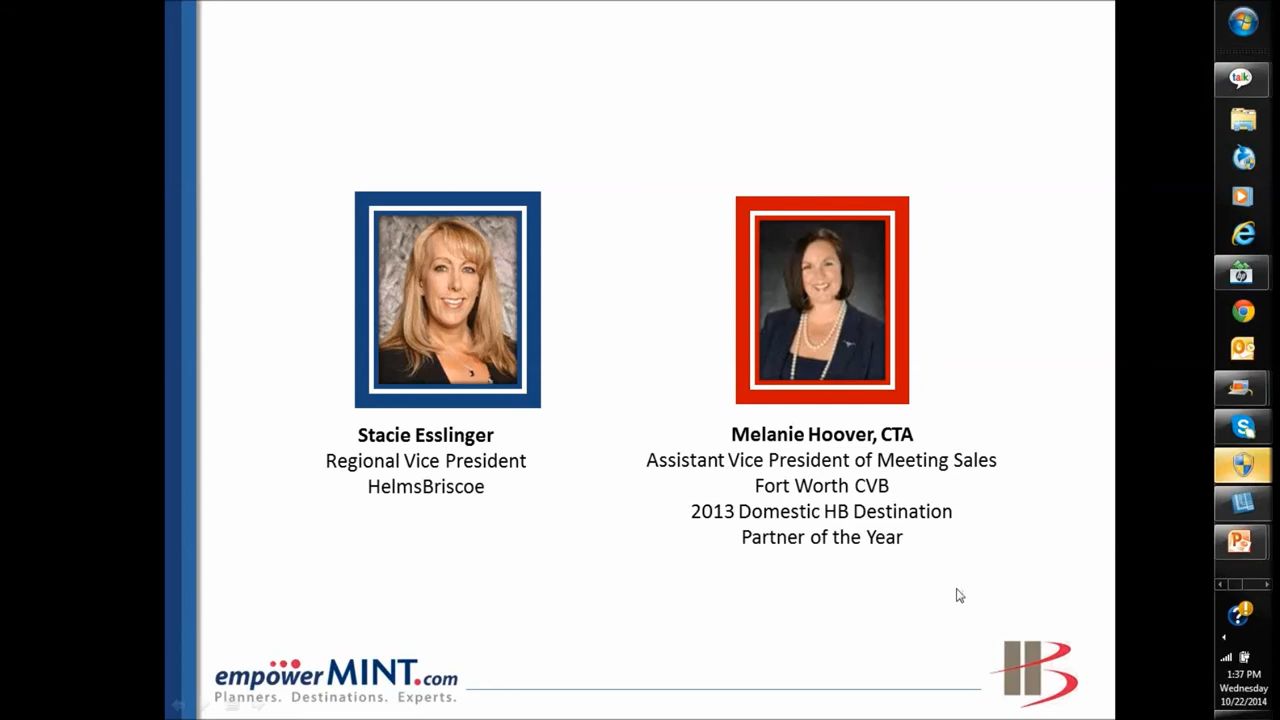 talk
Stacie Esslinger
Regional Vice President
HelmsBriscoe
Melanie Hoover, CTA
Assistant Vice President of Meeting Sales
Fort Worth CVB
2013 Domestic HB Destination
Partner of the Year
empowerMINT.com
Planners. Destinations. Experts.
HB
1:37 PM
Wednesday
10/22/2014